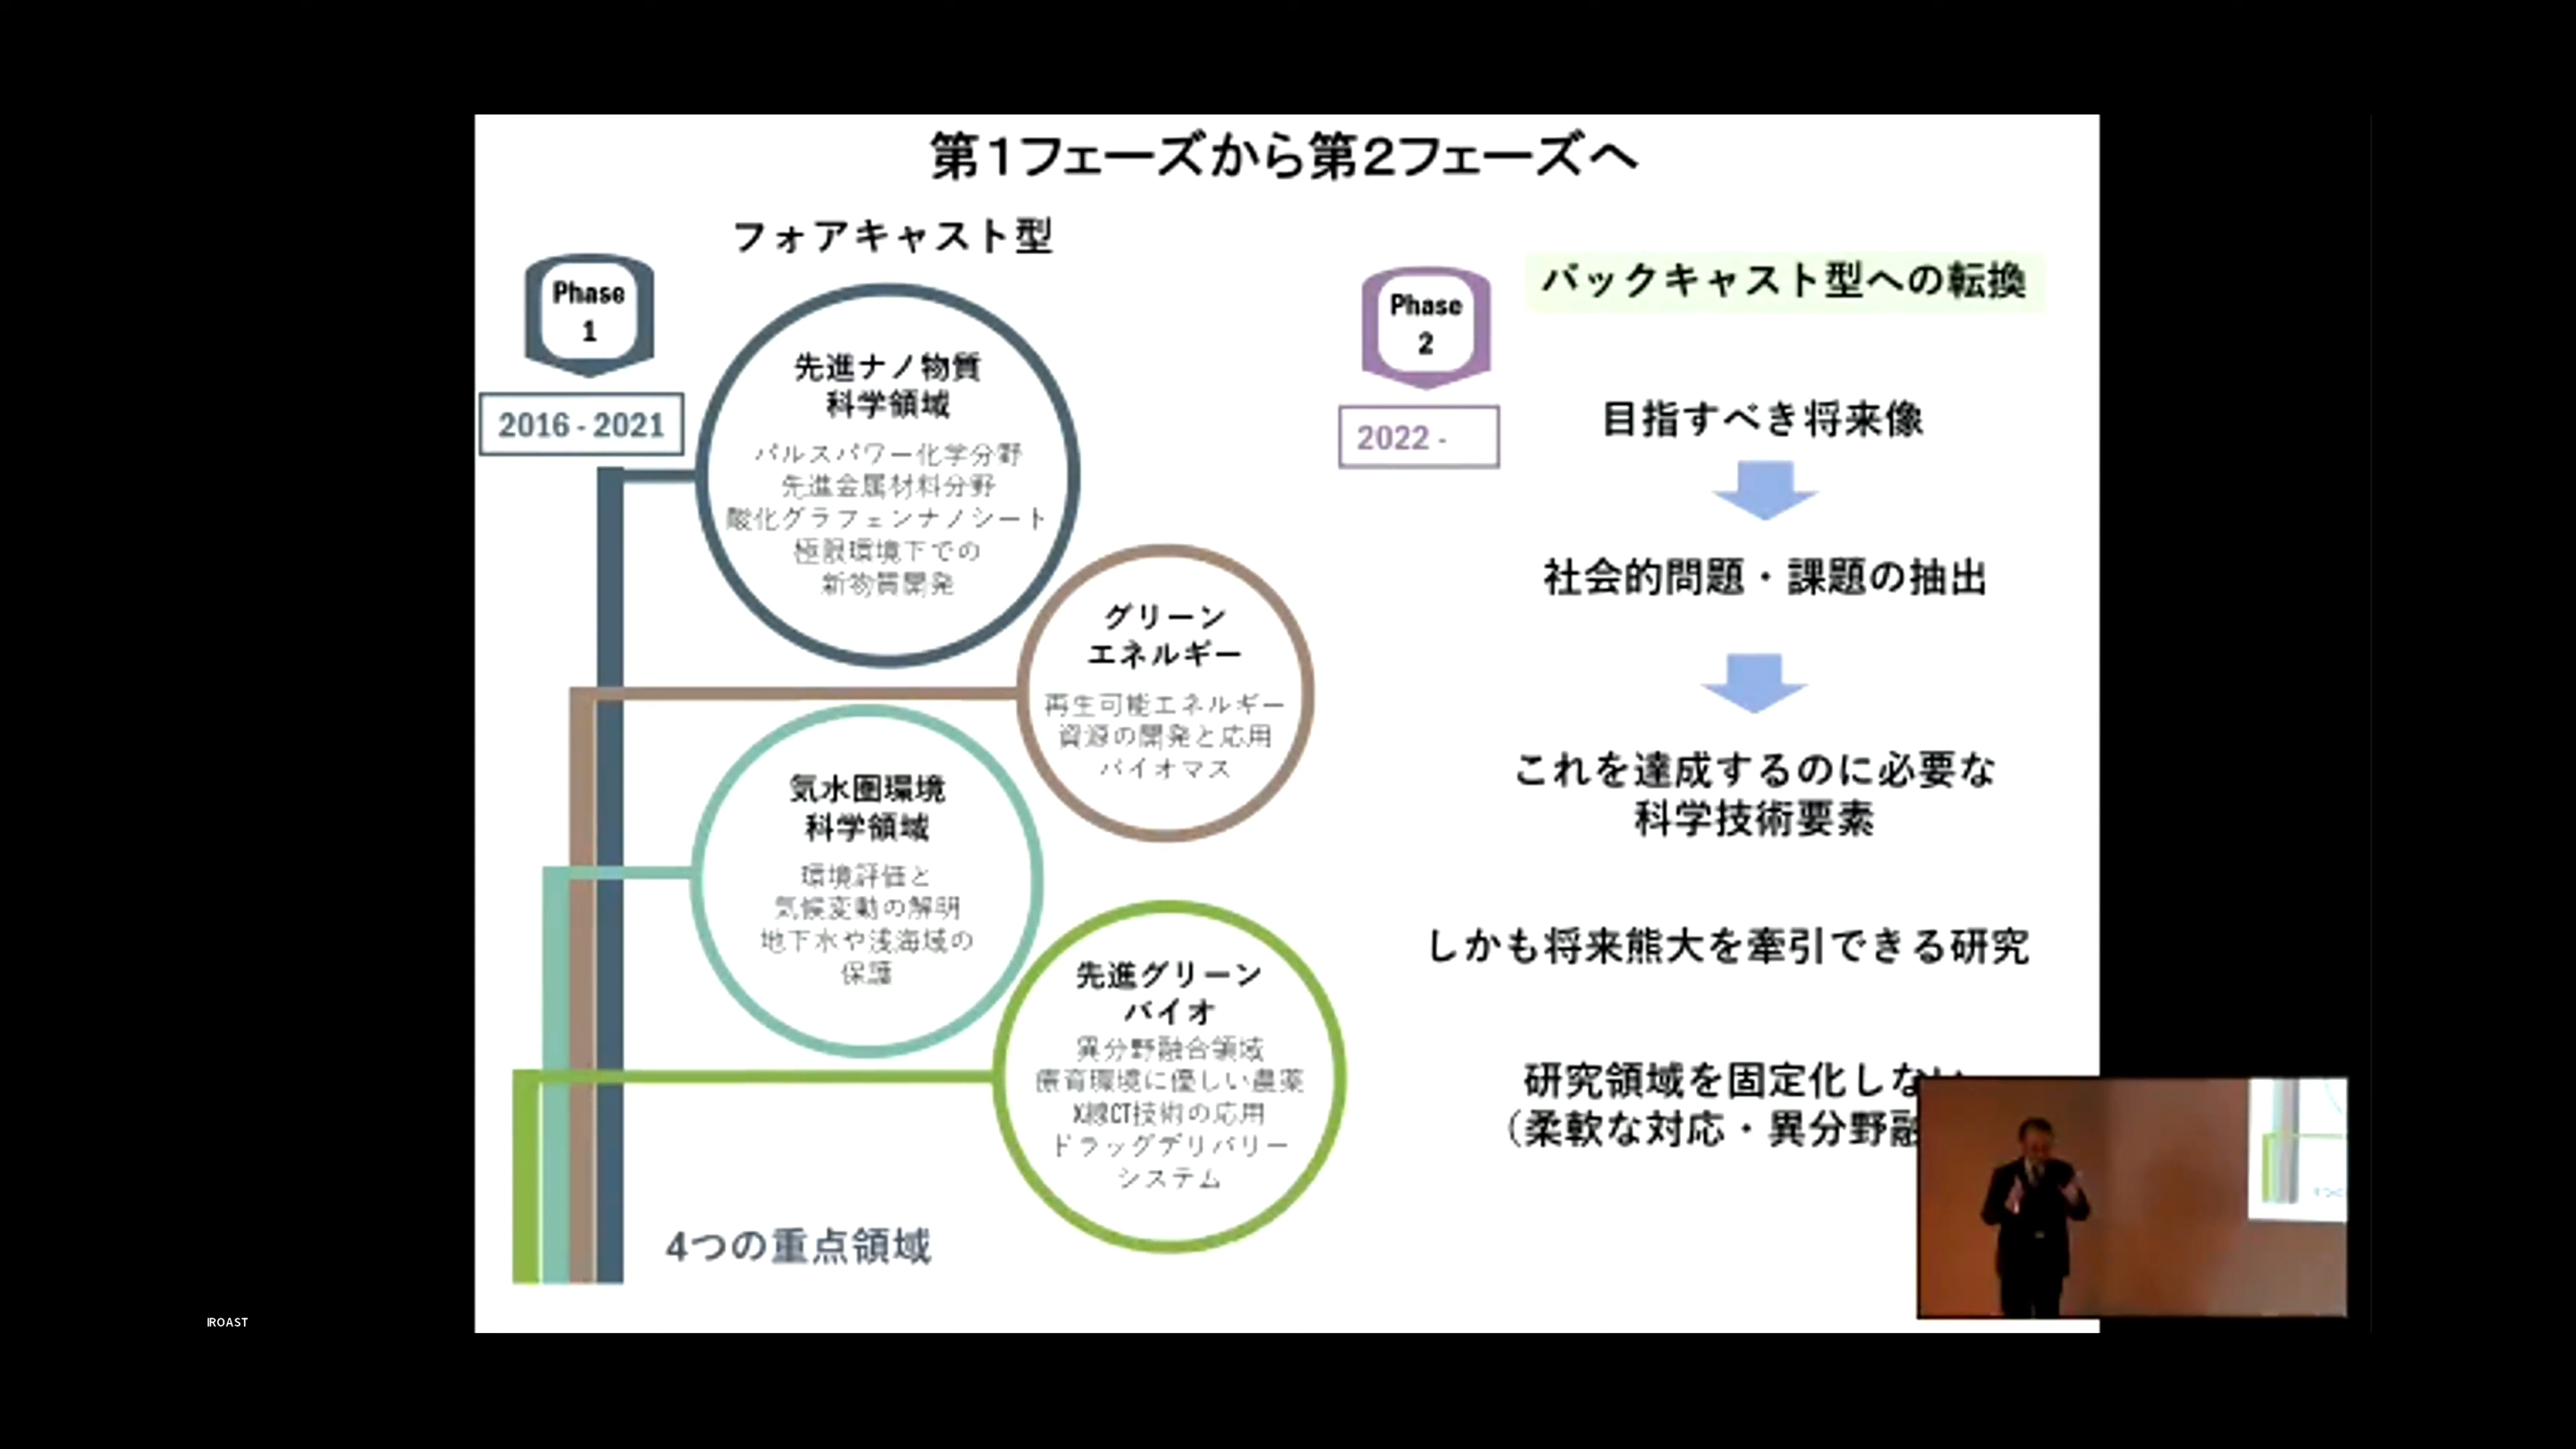 第1フェーズから第2フェーズへ
フォアキャスト型
Phase
1
2016 - 2021
先進ナノ物質
科学領域
パルスパワー化学分野
先進金属材料分野
酸化グラフェンナノシート
極限環境下での
新物質開発
グリーン
エネルギー
再生可能エネルギー
資源の開発と応用
バイオマス
気水圏環境
科学領域
環境評価と
気候変動の解明
地下水や浅海域の
保護
先進グリーン
バイオ
異分野融合領域
環境に優しい農薬
X線CT技術の応用
ドラッグデリバリー
システム
4つの重点領域
Phase
2
2022 -
バックキャスト型への転換
目指すべき将来像
社会的問題・課題の抽出
これを達成するのに必要な
科学技術要素
しかも将来熊大を牽引できる研究
研究領域を固定化しない
（柔軟な対応・異分野融
IROAST